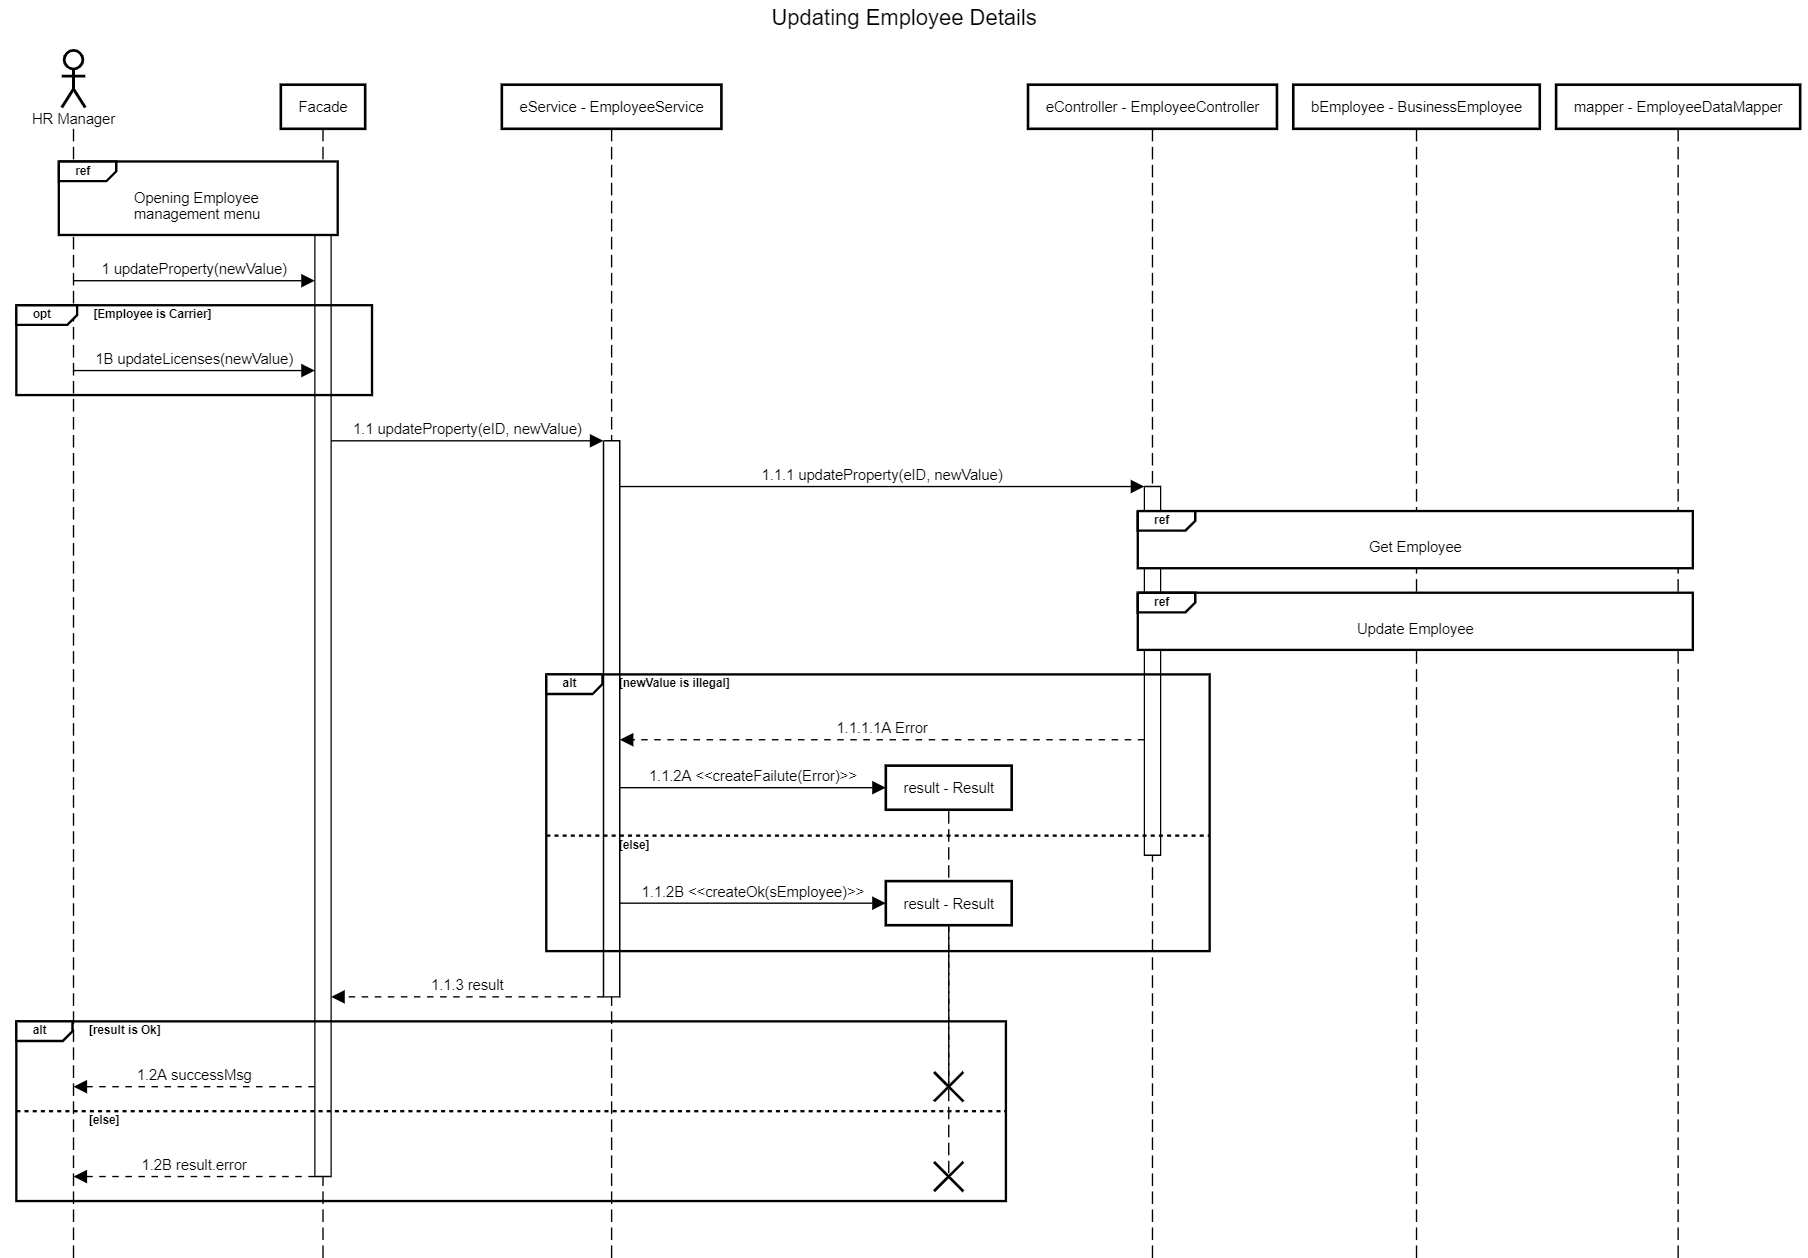 Updating Employee Details
HR Manager
Facade
eService - EmployeeService
eController - EmployeeController
bEmployee - BusinessEmployee
mapper - EmployeeDataMapper
ref
Opening Employee
management menu
1 updateProperty(newValue)
opt
[Employee is Carrier]
1B updateLicenses(newValue)
1.1 updateProperty(eID, newValue)
1.1.1 updateProperty(eID, newValue)
ref
Get Employee
ref
Update Employee
alt
[newValue is illegal]
1.1.1.1A Error
1.1.2A <<createFailute(Error)>>
result - Result
[else]
1.1.2B <<createOk(sEmployee)>>
result - Result
1.1.3 result
alt
[result is Ok]
1.2A successMsg
[else]
1.2B result.error